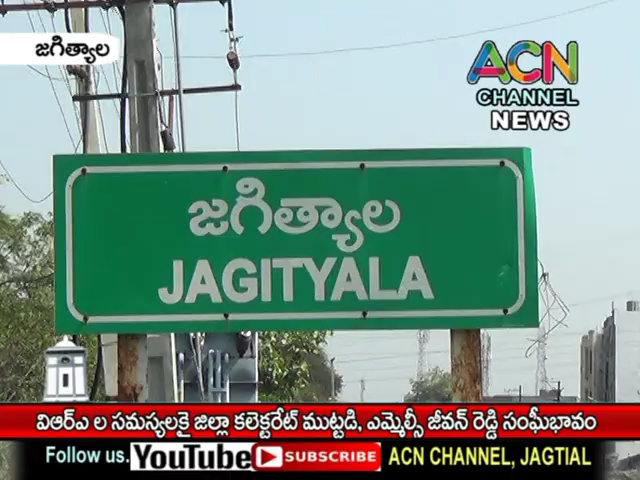 జగిత్యాల
ACN
CHANNEL
NEWS
జగిత్యాల
JAGITYALA
విఆర్ఎ ల సమస్యలకై జిల్లా కలెక్టరేట్ ముట్టడి, ఎమ్మెల్సీ జీవన్ రెడ్డి సంఘీభావం
Follow us. YouTube SUBSCRIBE ACN CHANNEL, JAGTIAL